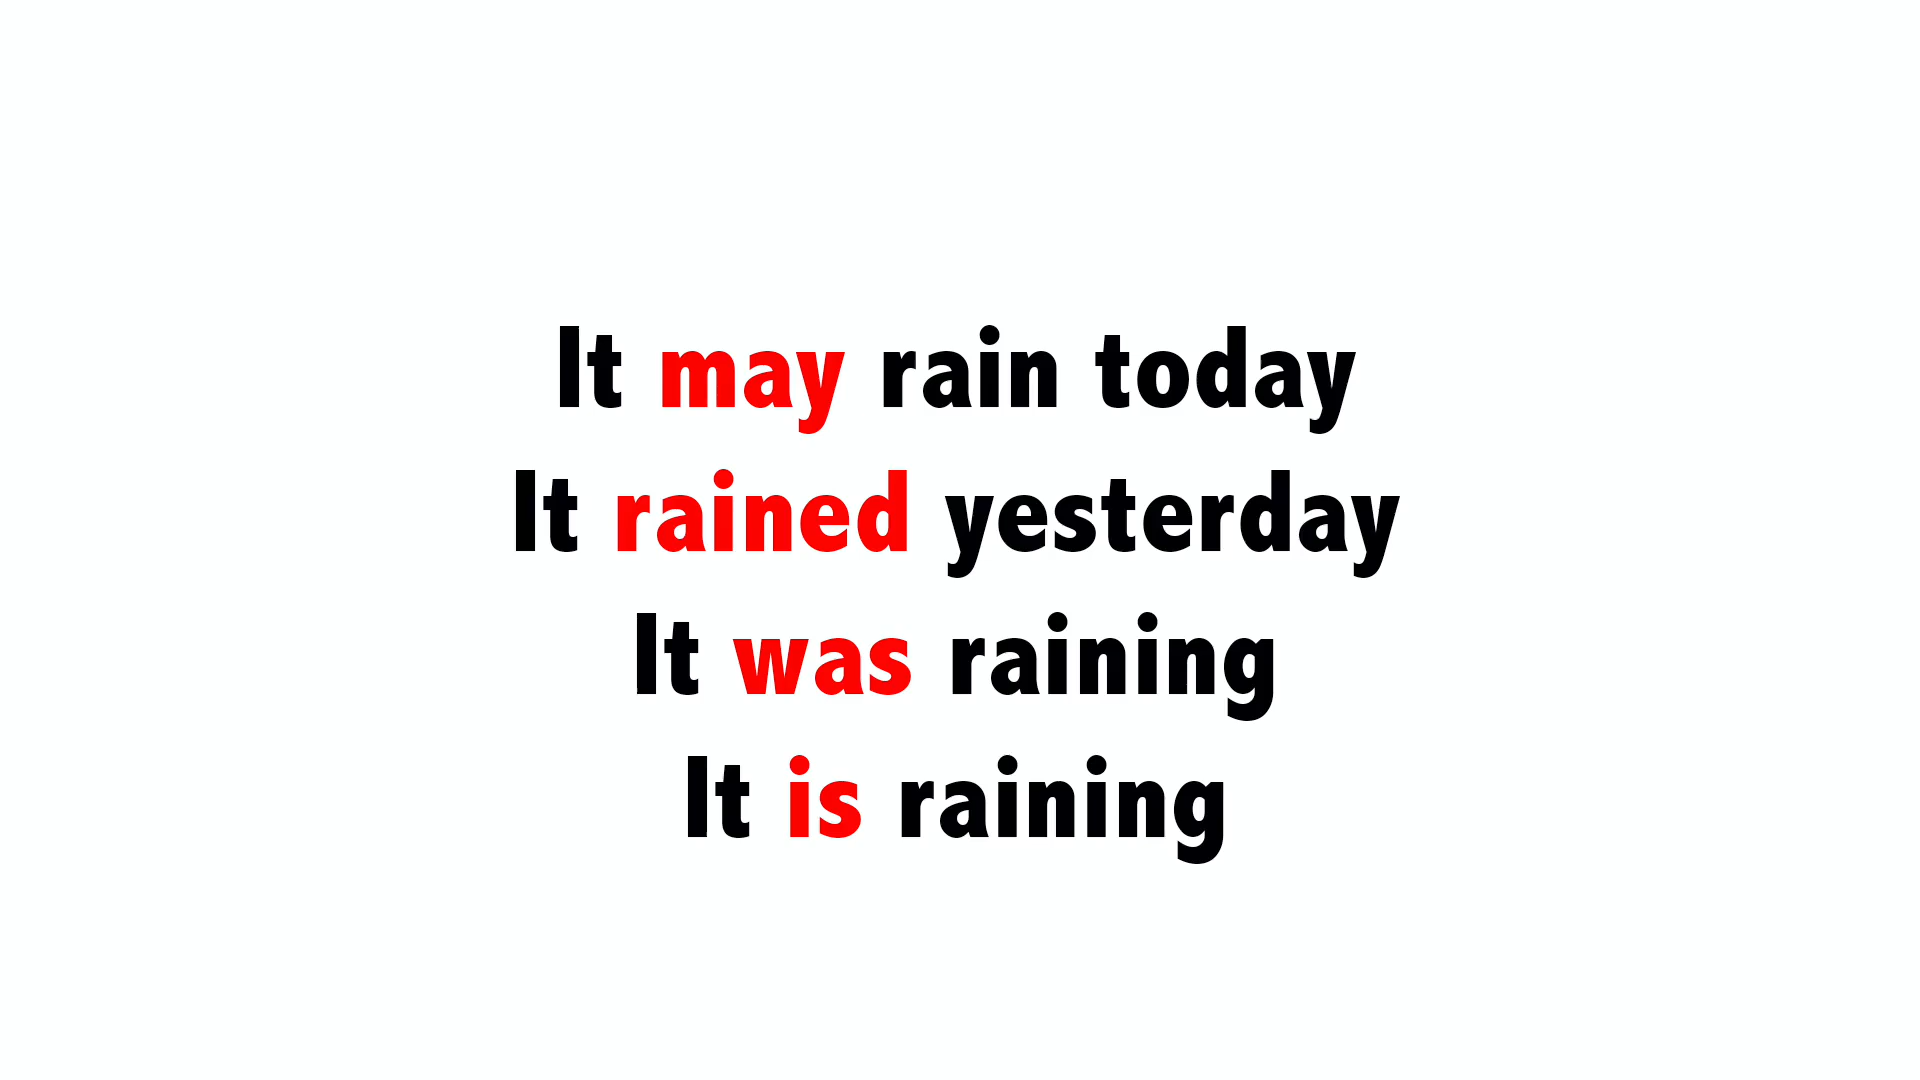 It may rain today
It rained yesterday
It was raining
It is raining